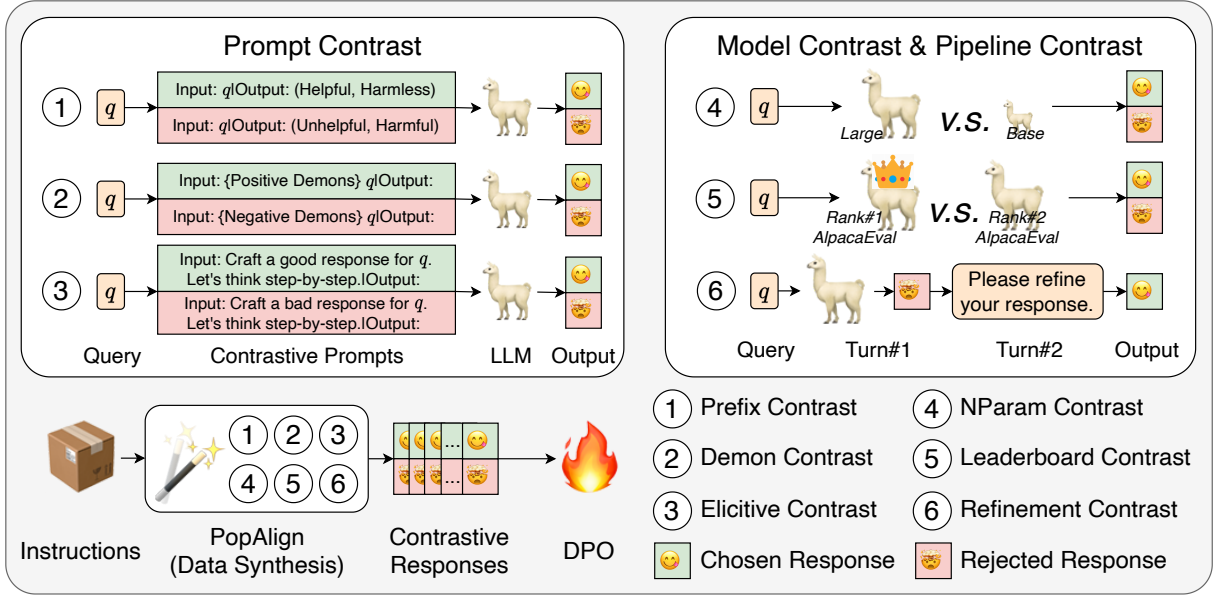 Prompt Contrast
1
q
Input: q|Output: (Helpful, Harmless)
Input: q|Output: (Unhelpful, Harmful)
2
q
Input: {Positive Demons} q|Output:
Input: {Negative Demons} q|Output:
3
q
Input: Craft a good response for q.
Let's think step-by-step.|Output:
Input: Craft a bad response for q.
Let's think step-by-step.|Output:
Query
Contrastive Prompts
LLM
Output
Model Contrast & Pipeline Contrast
4
q
Large
V.S.
Base
5
q
Rank#1
AlpacaEval
V.S.
Rank#2
AlpacaEval
6
q
Please refine
your response.
Query
Turn#1
Turn#2
Output
Instructions
1 2 3
4 5 6
PopAlign
(Data Synthesis)
...
...
Contrastive
Responses
DPO
1 Prefix Contrast
2 Demon Contrast
3 Elicitive Contrast
Chosen Response
4 NParam Contrast
5 Leaderboard Contrast
6 Refinement Contrast
Rejected Response